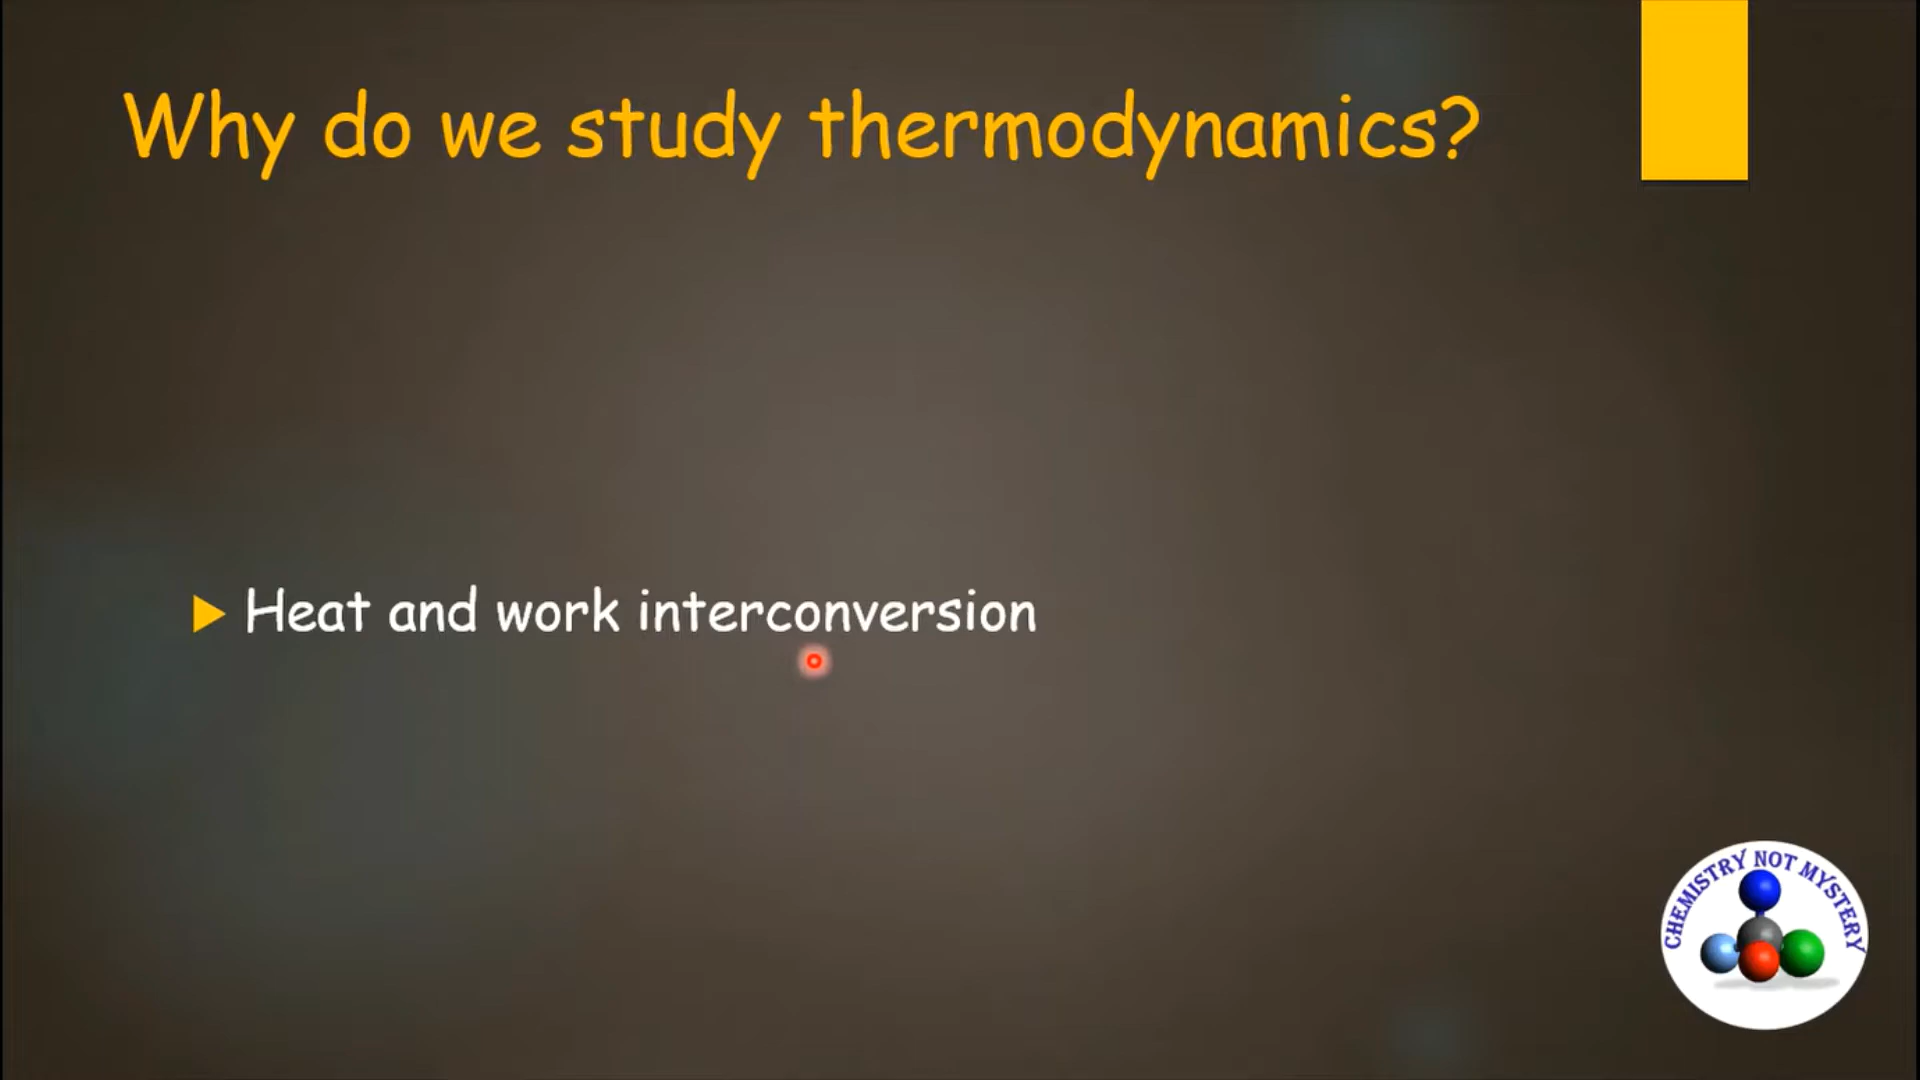 Why do we study thermodynamics?
Heat and work interconversion
CHEMISTRY NOT MYSTERY